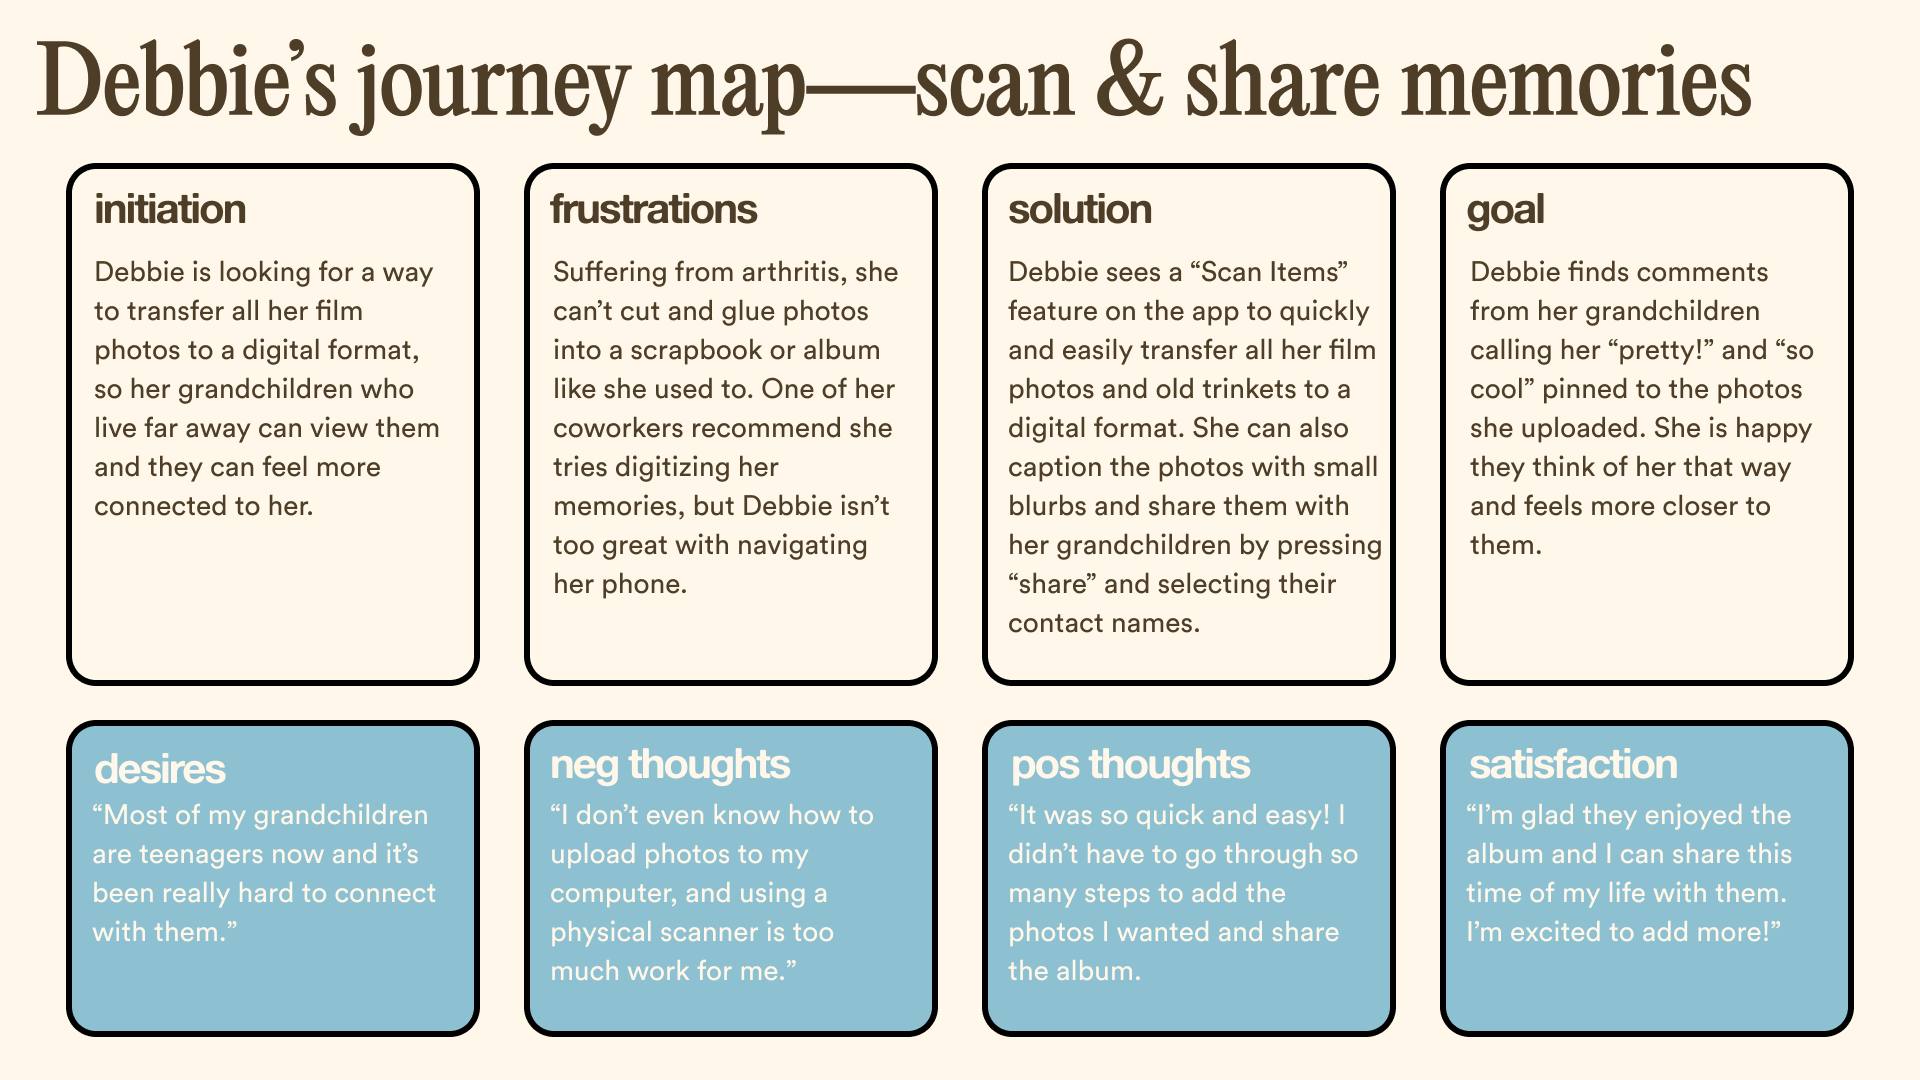 Debbie’s journey map—scan & share memories
initiation
Debbie is looking for a way
to transfer all her film
photos to a digital format,
so her grandchildren who
live far away can view them
and they can feel more
connected to her.
frustrations
Suffering from arthritis, she
can’t cut and glue photos
into a scrapbook or album
like she used to. One of her
coworkers recommend she
tries digitizing her
memories, but Debbie isn’t
too great with navigating
her phone.
solution
Debbie sees a “Scan Items”
feature on the app to quickly
and easily transfer all her film
photos and old trinkets to a
digital format. She can also
caption the photos with small
blurbs and share them with
her grandchildren by pressing
“share” and selecting their
contact names.
goal
Debbie finds comments
from her grandchildren
calling her “pretty!” and “so
cool” pinned to the photos
she uploaded. She is happy
they think of her that way
and feels more closer to
them.
desires
“Most of my grandchildren
are teenagers now and it’s
been really hard to connect
with them.”
neg thoughts
“I don’t even know how to
upload photos to my
computer, and using a
physical scanner is too
much work for me.”
pos thoughts
“It was so quick and easy! I
didn’t have to go through so
many steps to add the
photos I wanted and share
the album.
satisfaction
“I’m glad they enjoyed the
album and I can share this
time of my life with them.
I’m excited to add more!”